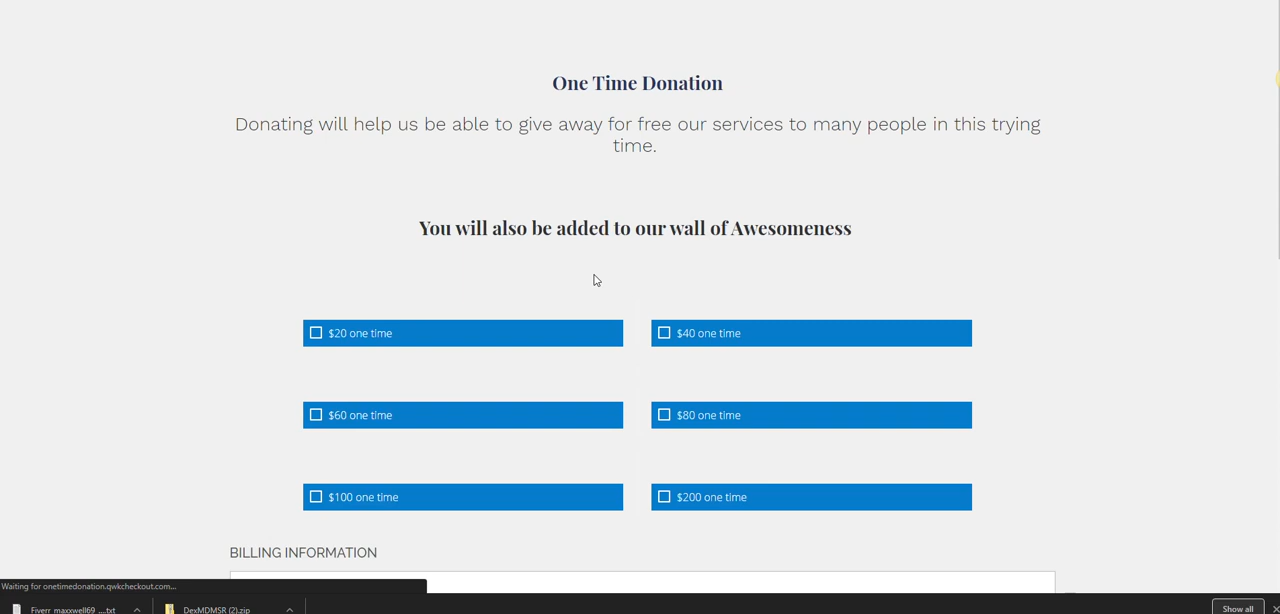 One Time Donation
Donating will help us be able to give away for free our services to many people in this trying
time.
You will also be added to our wall of Awesomeness
$20 one time
$40 one time
$60 one time
$80 one time
$100 one time
$200 one time
BILLING INFORMATION
Waiting for onetimedonation.qwkcheckout.com...
Fiverr_maxxwell69_....txt
DexMDMSR (2).zip
Show all